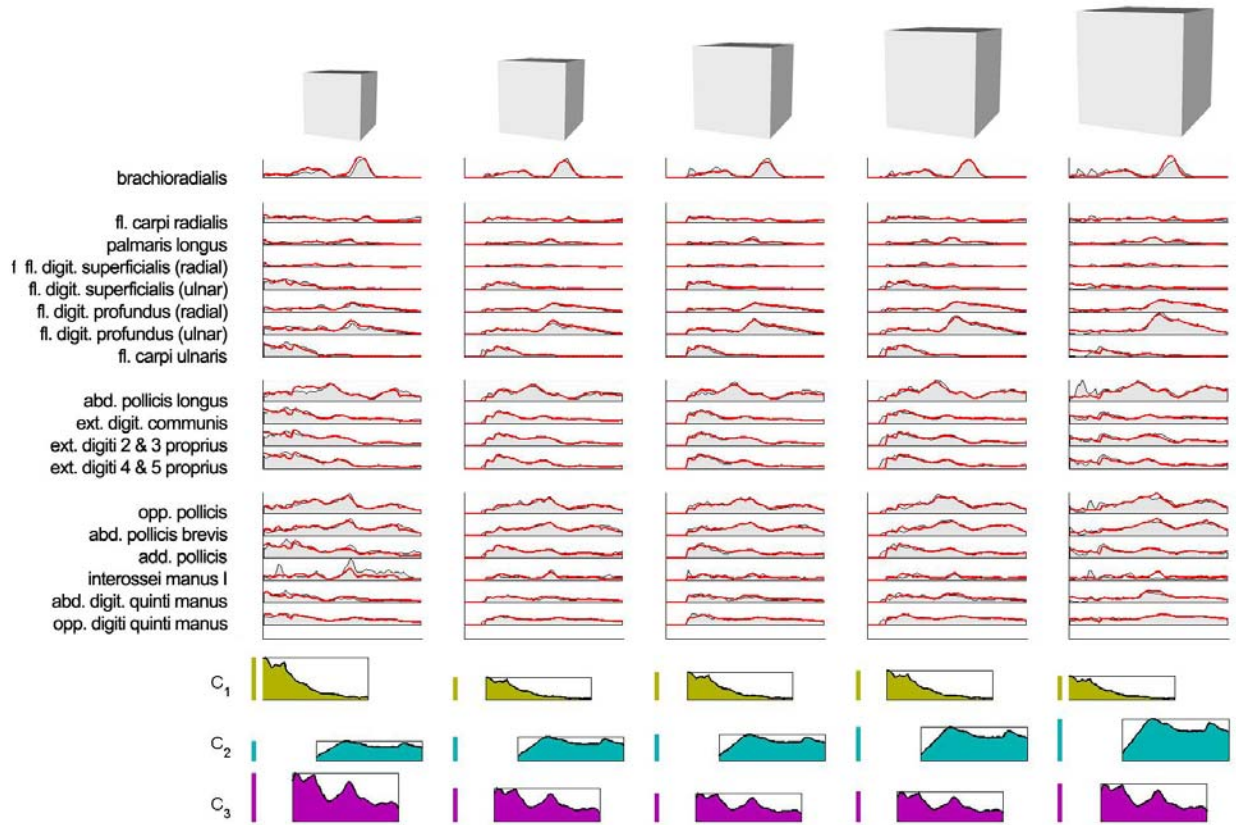 brachioradialis
fl. carpi radialis
palmaris longus
1 fl. digit. superficialis (radial)
fl. digit. superficialis (ulnar)
fl. digit. profundus (radial)
fl. digit. profundus (ulnar)
fl. carpi ulnaris
abd. pollicis longus
ext. digit. communis
ext. digiti 2 & 3 proprius
ext. digiti 4 & 5 proprius
opp. pollicis
abd. pollicis brevis
add. pollicis
interossei manus I
abd. digit. quinti manus
opp. digiti quinti manus
C1
C2
C3